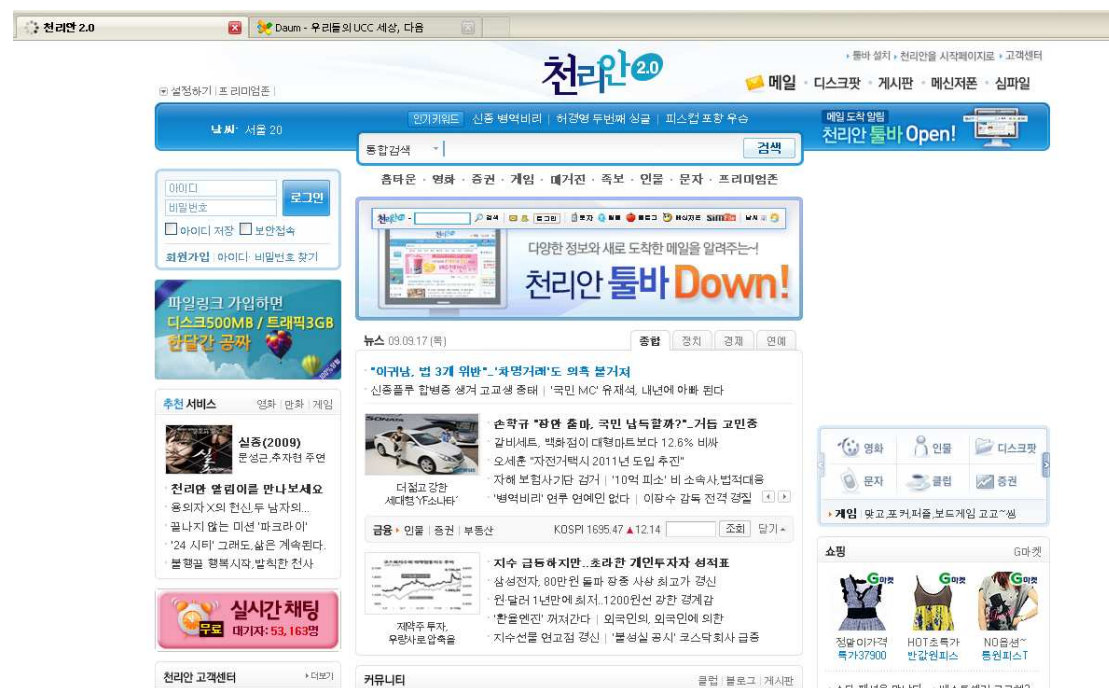 천리안 2.0
Daum - 우리들의 UCC 세상, 다음
툴바 설치 천리안을 시작페이지로 고객센터
설정하기 | 프리미엄존
천리안 2.0
메일 디스크팟 게시판 메신저폰 심파일
날씨 서울 20
인기키워드 신종 병역비리 | 허경영 두번째 싱글 | 피스컵 포항 우승
메일 도착 알림
천리안 툴바 Open!
통합검색
검색
홈타운 · 영화 · 증권 · 게임 · 매거진 · 족보 · 인물 · 문자 · 프리미엄존
아이디
비밀번호
로그인
아이디 저장 보안접속
회원가입 아이디· 비밀번호 찾기
다양한 정보와 새로 도착한 메일을 알려주는~!
천리안 툴바 Down!
파일링크 가입하면
디스크500MB / 트래픽3GB
한달간 공짜
뉴스 09.09.17 (목)
종합 정치 경제 연예
"이귀남, 법 3개 위반"..'차명거래'도 의혹 불거져
신종플루 합병증 생겨 고교생 중태 | '국민 MC' 유재석, 내년에 아빠 된다
추천 서비스 영화 | 만화 | 게임
실종(2009)
문성근,추자현 주연
천리안 알림이를 만나보세요
용의자 X의 헌신,두 남자의...
끝나지 않는 미션 '파크라이'
'24 시티' 그래도,삶은 계속된다.
불행끝 행복시작,발칙한 천사
더 젊고 강한
세대형 'YF소나타'
손학규 "장안 출마, 국민 납득할까?"..거듭 고민중
갈비세트, 백화점이 대형마트보다 12.6% 비싸
오세훈 "자전거택시 2011년 도입 추진"
자해 보험사기단 검거 | '10억 피소' 비 소속사,법적대응
'병역비리' 연루 연예인 없다 | 이장수 감독 전격 경질
영화 인물 디스크팟
문자 클럽 증권
게임 맞고,포커,퍼즐,보드게임 고고~씽
금융 인물 | 증권 | 부동산
KOSPI 1695.47 ▲12.14
조회
닫기
지수 급등하지만..초라한 개인투자자 성적표
삼성전자, 80만원 돌파 장중 사상 최고가 경신
원·달러 1년만에 최저..1200원선 강한 경계감
'환율엔진' 꺼져간다 | 외국인의, 외국인에 의한
지수선물 연고점 경신 | '불성실 공시' 코스닥회사 급증
제약주 투자,
우량사로 압축을
실시간 채팅
무료
대기자: 53,163명
쇼핑 G마켓
정말이가격
특가37900
HOT초특가
반값원피스
NO옵션~
통원피스T
천리안 고객센터 더보기
커뮤니티 클럽 | 블로그 | 게시판